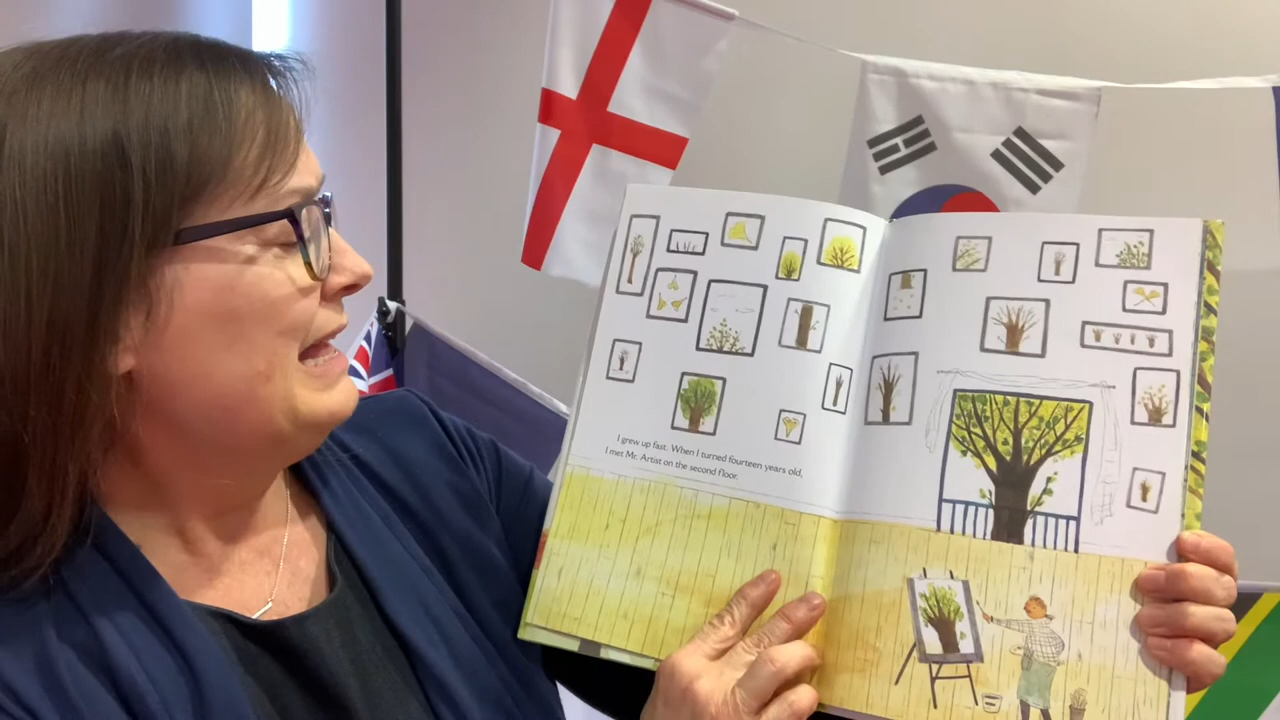 I grew up fast. When I turned fourteen years old,
I met Mr. Artist on the second floor.